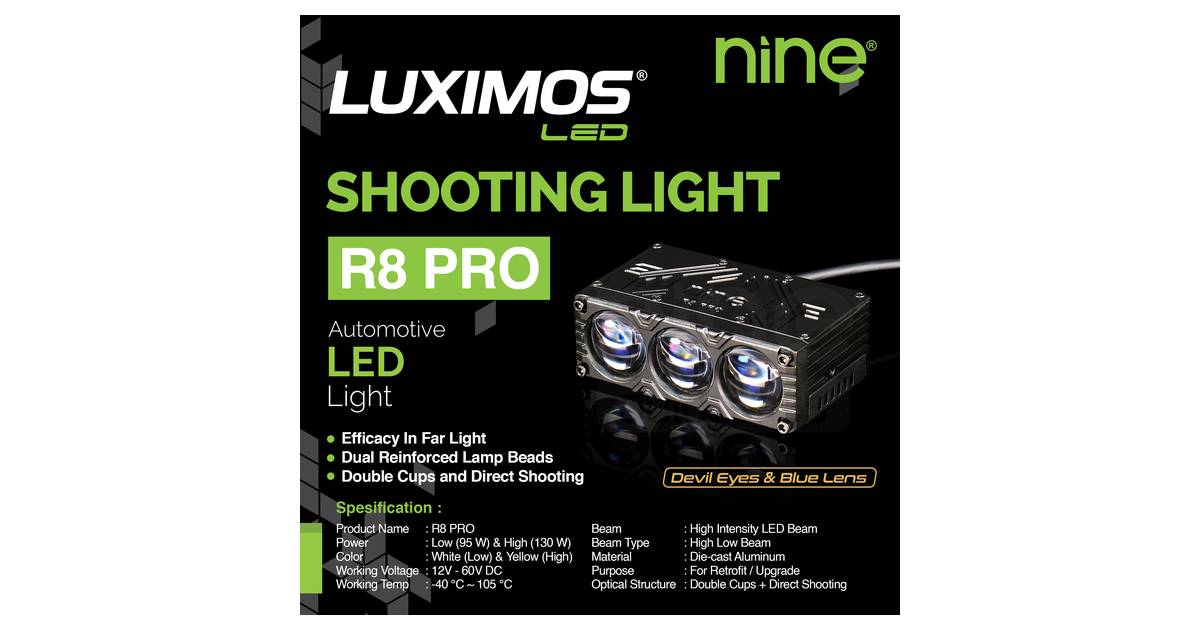 nine®
LUXIMOS®
LED
SHOOTING LIGHT
R8 PRO
nine
Automotive
LED
Light
Efficacy In Far Light
Dual Reinforced Lamp Beads
Double Cups and Direct Shooting
Devil Eyes & Blue Lens
Spesification :
Product Name : R8 PRO
Power : Low (95 W) & High (130 W)
Color : White (Low) & Yellow (High)
Working Voltage : 12V - 60V DC
Working Temp : -40 °C ~ 105 °C
Beam : High Intensity LED Beam
Beam Type : High Low Beam
Material : Die-cast Aluminum
Purpose : For Retrofit / Upgrade
Optical Structure : Double Cups + Direct Shooting